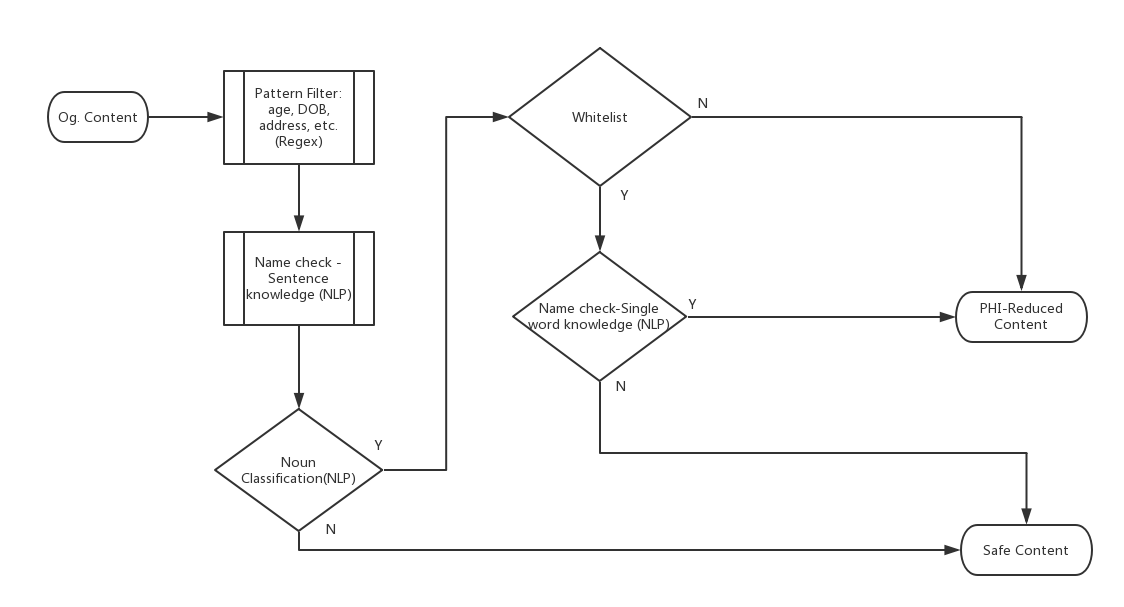 Og. Content
Pattern Filter:
age, DOB,
address, etc.
(Regex)
Name check -
Sentence
knowledge (NLP)
Noun
Classification(NLP)
Y
N
Whitelist
N
Y
Name check-Single
word knowledge (NLP)
Y
N
PHI-Reduced
Content
Safe Content